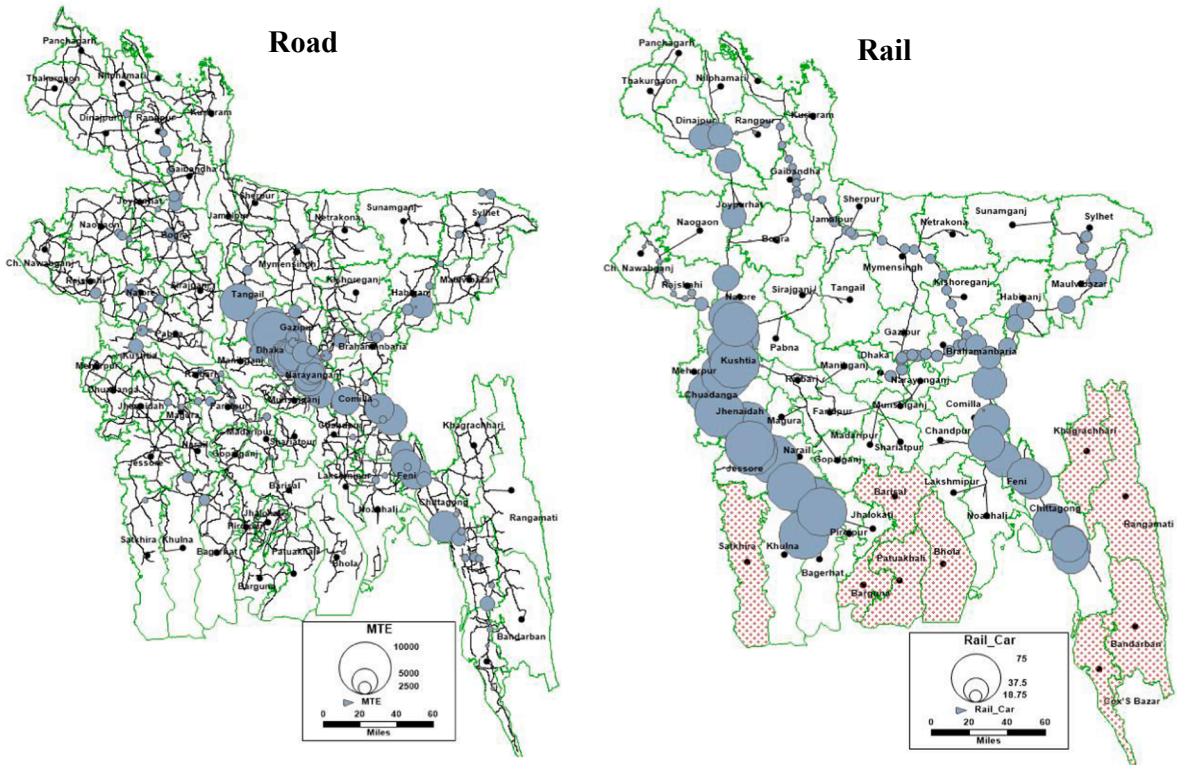 Road
Panchagarh
Thakurgaon
Nilphamari
Dinajpur
Rangpur
Kurigram
Gaibandha
Joypurhat
Sherpur
Jamalpur
Netrakona
Sunamganj
Sylhet
Naogaon
Bogra
Mymensingh
Ch. Nawabganj
Rajshahi
Natore
Sirajganj
Tangail
Kishoreganj
Habiganj
Maulvibazar
Pabna
Gazipur
Kushtia
Dhaka
Brahamanbaria
Meherpur
Manikganj
Narayanganj
Chuadanga
Rajbari
Jhenaidah
Magura
Faridpur
Munshiganj
Comilla
Madaripur
Chandpur
Khagrachhari
Narail
Shariatpur
Jessore
Gopalganj
Lakshmipur
Feni
Barisal
Noakhali
Chittagong
Rangamati
Jhalokati
Pirojpur
Satkhira
Khulna
Bagerhat
Patuakhali
Bhola
Barguna
Bandarban
MTE
10000
5000
2500
MTE
0 20 40 60
Miles
Rail
Panchagarh
Thakurgaon
Nilphamari
Dinajpur
Rangpur
Kurigram
Gaibandha
Joypurhat
Sherpur
Jamalpur
Netrakona
Sunamganj
Sylhet
Naogaon
Bogra
Mymensingh
Ch. Nawabganj
Rajshahi
Natore
Sirajganj
Tangail
Kishoreganj
Habiganj
Maulvibazar
Pabna
Gazipur
Kushtia
Dhaka
Brahamanbaria
Meherpur
Manikganj
Narayanganj
Chuadanga
Rajbari
Jhenaidah
Magura
Faridpur
Munshiganj
Comilla
Madaripur
Chandpur
Khagrachhari
Narail
Shariatpur
Jessore
Gopalganj
Lakshmipur
Feni
Barisal
Noakhali
Chittagong
Rangamati
Jhalokati
Pirojpur
Satkhira
Khulna
Bagerhat
Patuakhali
Bhola
Barguna
Bandarban
Cox'S Bazar
Rail_Car
75
37.5
18.75
Rail_Car
0 20 40 60
Miles